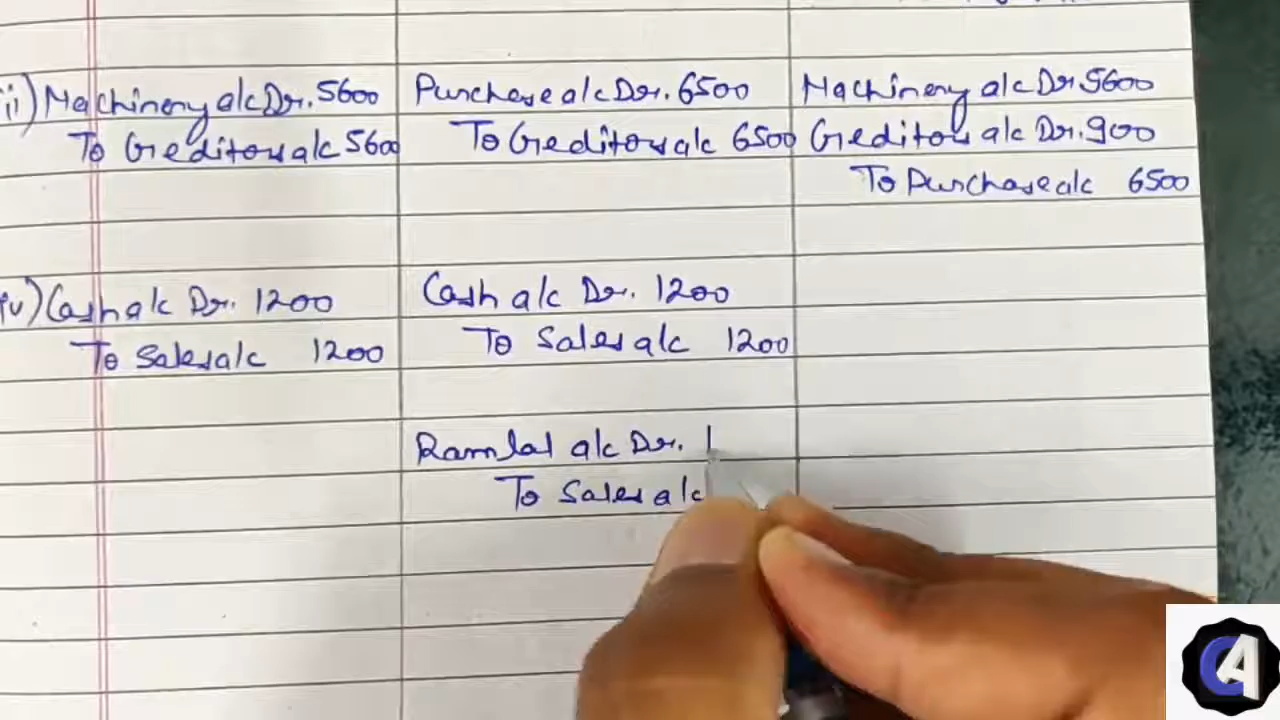 ii) Machinery a/c Dr. 5600
To Creditors a/c 5600
Purchase a/c Dr. 6500
To Creditors a/c 6500
Machinery a/c Dr. 5600
Creditors a/c Dr. 900
To Purchase a/c 6500
iv) Cash a/c Dr. 1200
To Sales a/c 1200
Cash a/c Dr. 1200
To Sales a/c 1200
Ramlal a/c Dr. 1
To Sales a/c
CA